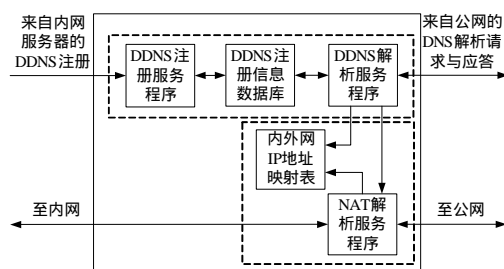 来自内网
服务器的
DDNS注册
来自公网的
DNS解析请
求与应答
DDNS注
册服务
程序
DDNS注
册信息
数据库
DDNS解
析服务
程序
内外网
IP地址
映射表
至内网
NAT解
析服务
程序
至公网